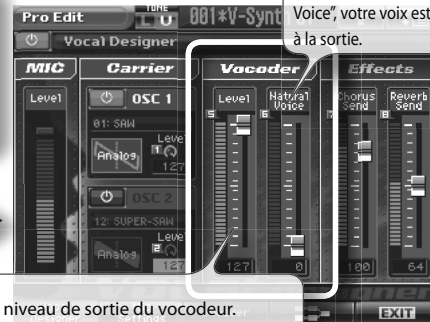 Voice”, votre voix est
à la sortie.
Pro Edit
TONE
U 001*V-Synth
Vocal Designer
MIC Carrier Vocoder Effects
Level OSC 1 Level Natural Voice Chorus Send Reverb Send
5 6 7 8
01: SAW
Level
Analog 1
127
OSC 2
12: SUPER-SAW
Level
Analog 2
127 127 0 100 64
niveau de sortie du vocodeur.
EXIT